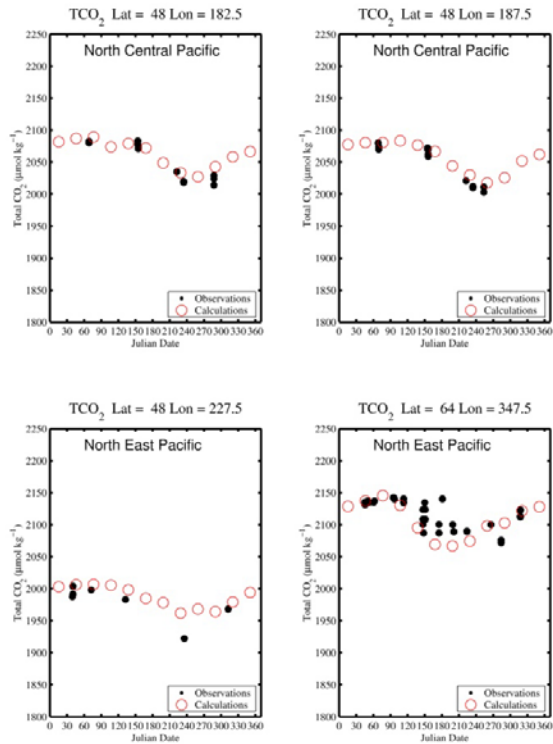 TCO2 Lat = 48 Lon = 182.5
North Central Pacific
2250
2200
2150
2100
2050
2000
1950
1900
1850
1800
Total CO2 (μmol kg−1)
Observations
Calculations
0 30 60 90 120 150 180 210 240 270 300 330 360
Julian Date
TCO2 Lat = 48 Lon = 187.5
North Central Pacific
2250
2200
2150
2100
2050
2000
1950
1900
1850
1800
Total CO2 (μmol kg−1)
Observations
Calculations
0 30 60 90 120 150 180 210 240 270 300 330 360
Julian Date
TCO2 Lat = 48 Lon = 227.5
North East Pacific
2250
2200
2150
2100
2050
2000
1950
1900
1850
1800
Total CO2 (μmol kg−1)
Observations
Calculations
0 30 60 90 120 150 180 210 240 270 300 330 360
Julian Date
TCO2 Lat = 64 Lon = 347.5
North East Pacific
2250
2200
2150
2100
2050
2000
1950
1900
1850
1800
Total CO2 (μmol kg−1)
Observations
Calculations
0 30 60 90 120 150 180 210 240 270 300 330 360
Julian Date